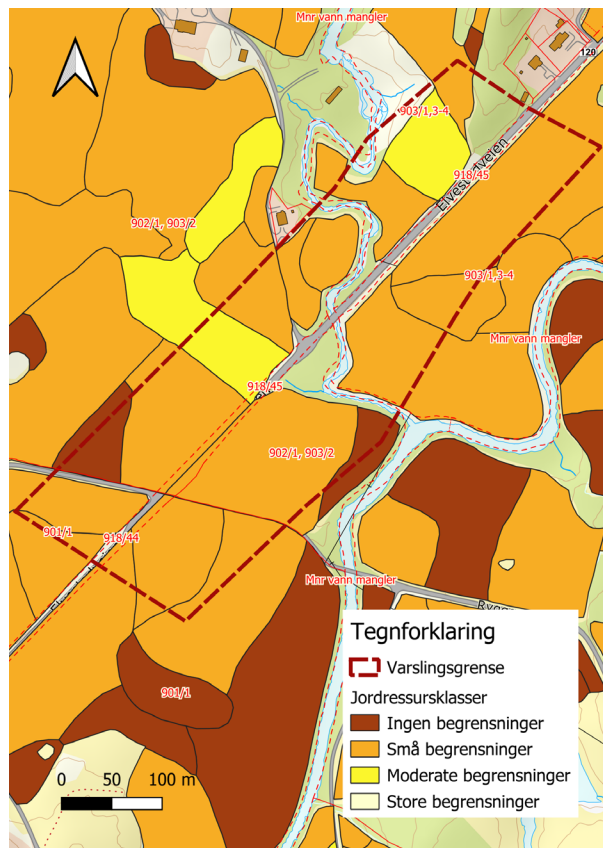 Mnr vann mangler
120
903/1,3-4
918/45
Elvestadveien
902/1, 903/2
903/1,3-4
Mnr vann mangler
918/45
902/1, 903/2
901/1
918/44
Mnr vann mangler
901/1
Tegnforklaring
Varslingsgrense
Jordressursklasser
Ingen begrensninger
Små begrensninger
Moderate begrensninger
Store begrensninger
0 50 100 m